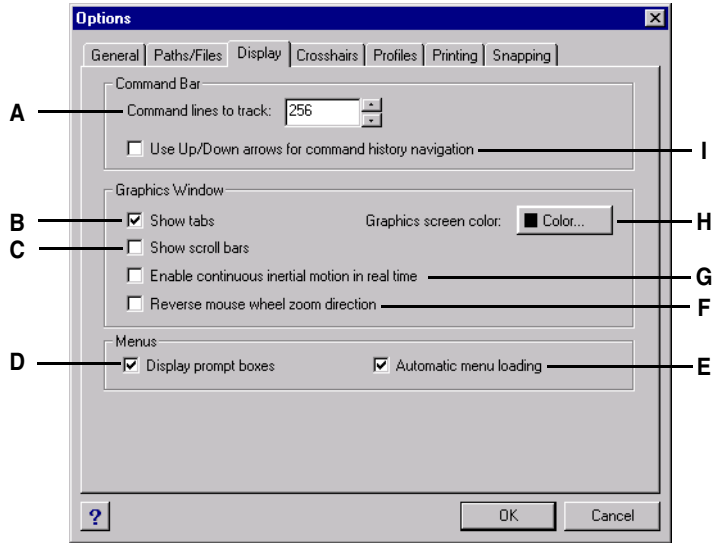 Options
General Paths/Files Display Crosshairs Profiles Printing Snapping
Command Bar
A Command lines to track: 256
Use Up/Down arrows for command history navigation I
Graphics Window
B Show tabs Graphics screen color: Color... H
C Show scroll bars
Enable continuous inertial motion in real time G
Reverse mouse wheel zoom direction F
Menus
D Display prompt boxes Automatic menu loading E
? OK Cancel